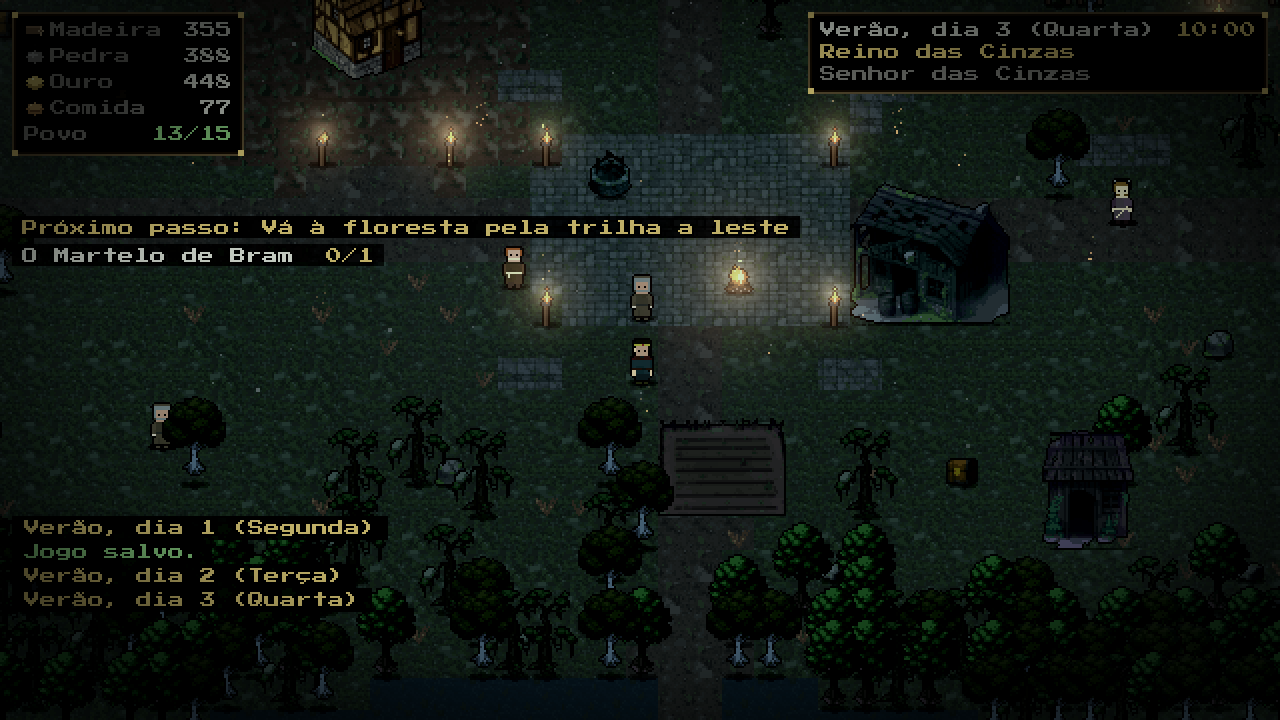 Madeira 355
Pedra 388
Ouro 448
Comida 77
Povo 13/15
Verão, dia 3 (Quarta) 10:00
Reino das Cinzas
Senhor das Cinzas
Próximo passo: Vá à floresta pela trilha a leste
O Martelo de Bram 0/1
Verão, dia 1 (Segunda)
Jogo salvo.
Verão, dia 2 (Terça)
Verão, dia 3 (Quarta)